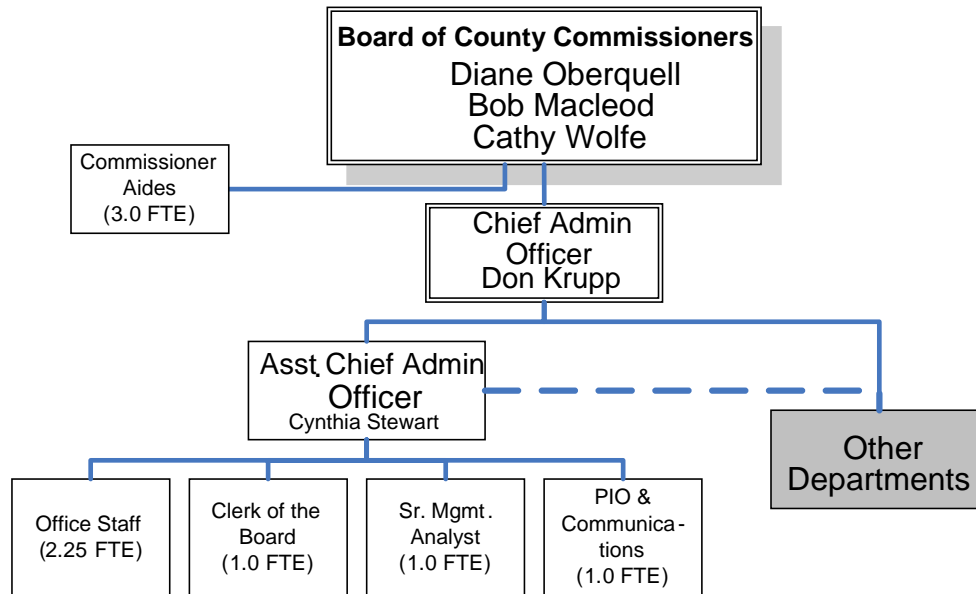 Board of County Commissioners
Diane Oberquell
Bob Macleod
Cathy Wolfe
Commissioner
Aides
(3.0 FTE)
Chief Admin
Officer
Don Krupp
Asst. Chief Admin
Officer
Cynthia Stewart
Other
Departments
Office Staff
(2.25 FTE)
Clerk of the
Board
(1.0 FTE)
Sr. Mgmt.
Analyst
(1.0 FTE)
PIO &
Communica-
tions
(1.0 FTE)